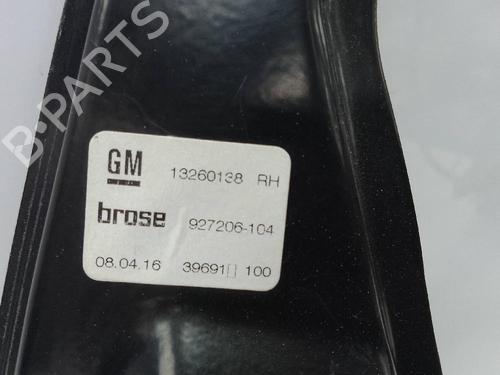 B-PARTS
GM 13260138 RH
brose 927206-104
08.04.16 39691▯ 100